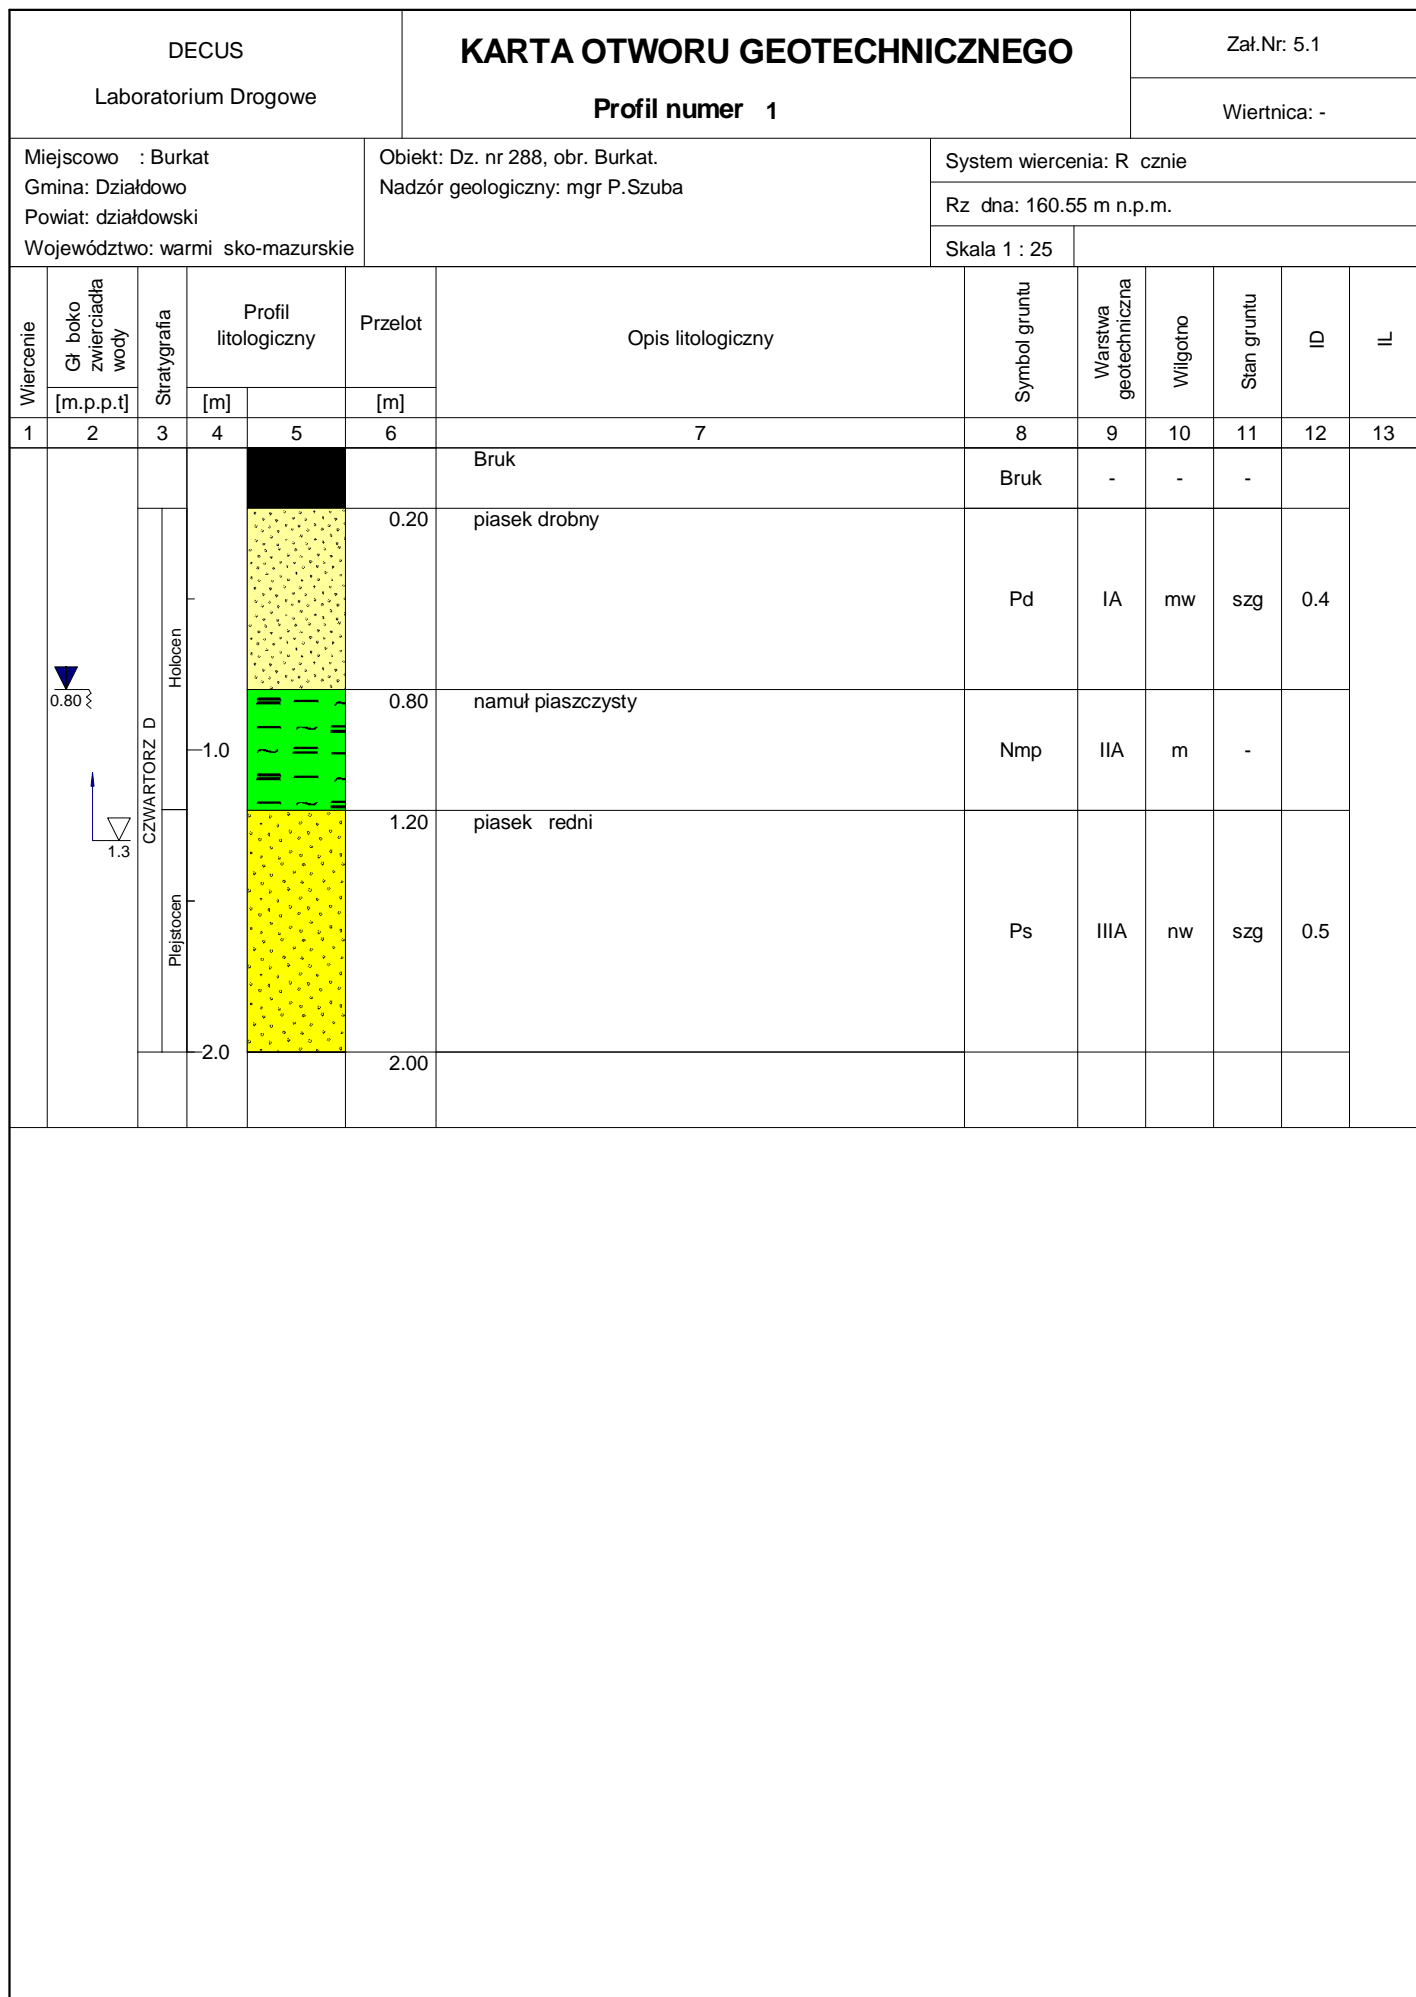 DECUS
Laboratorium Drogowe
KARTA OTWORU GEOTECHNICZNEGO
Profil numer 1
Zał.Nr: 5.1
Wiertnica: -
Miejscowo : Burkat
Gmina: Działdowo
Powiat: działdowski
Województwo: warmi sko-mazurskie
Obiekt: Dz. nr 288, obr. Burkat.
Nadzór geologiczny: mgr P.Szuba
System wiercenia: R cznie
Rz dna: 160.55 m n.p.m.
Skala 1 : 25
Wiercenie
Gł boko
zwierciadła
wody
[m.p.p.t]
Stratygrafia
Profil
litologiczny
[m]
Przelot
[m]
Opis litologiczny
Symbol gruntu
Warstwa
geotechniczna
Wilgotno
Stan gruntu
ID
IL
1 2 3 4 5 6 7 8 9 10 11 12 13
Bruk
Bruk - - -
0.20 piasek drobny
Pd IA mw szg 0.4
Holocen
0.80
0.80 namuł piaszczysty
CZWARTORZ D
1.0
Nmp IIA m -
1.20 piasek redni
1.3
Plejstocen
Ps IIIA nw szg 0.5
2.0
2.00